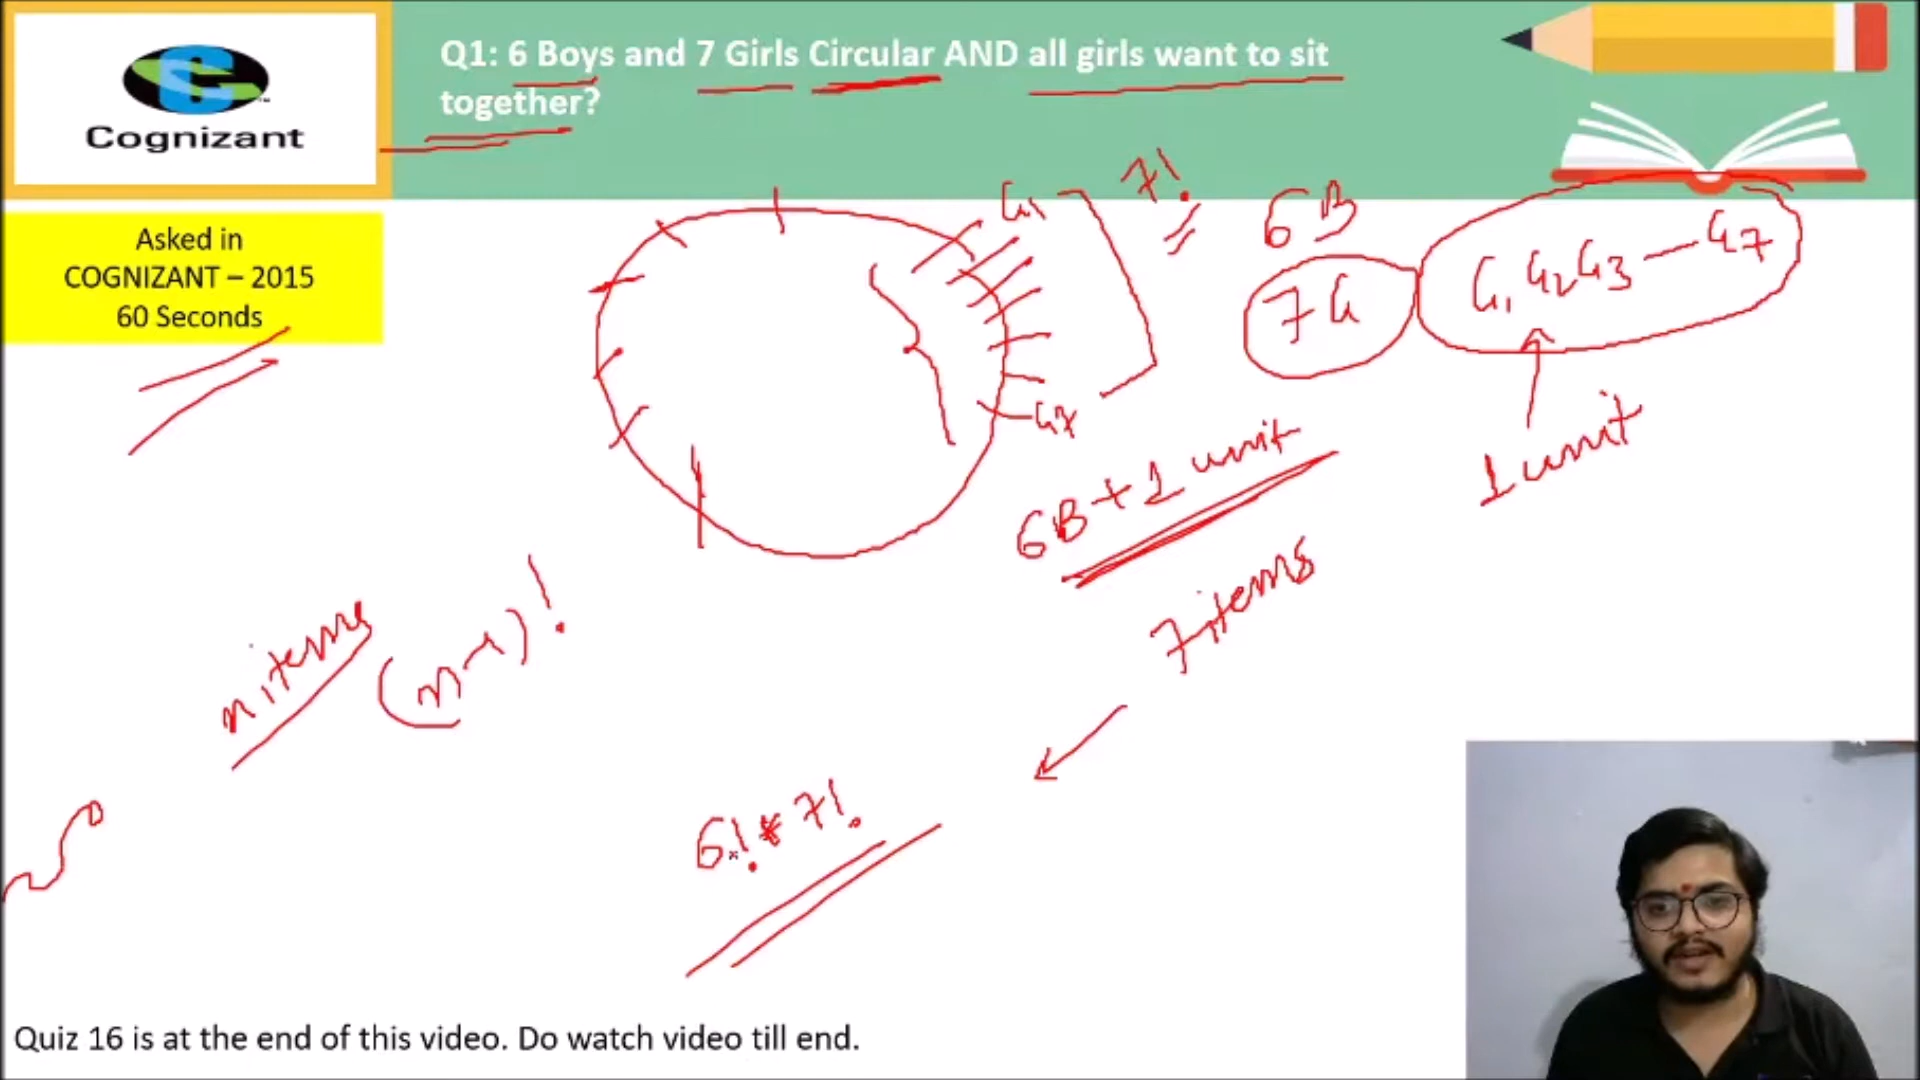 Cognizant
Q1: 6 Boys and 7 Girls Circular AND all girls want to sit
together?
Asked in
COGNIZANT – 2015
60 Seconds
G1
7!
6B
7G
G1 G2 G3 — G7
G7
6B + 1 unit
1 unit
7 items
n items
(n-1)!
6! * 7!
Quiz 16 is at the end of this video. Do watch video till end.